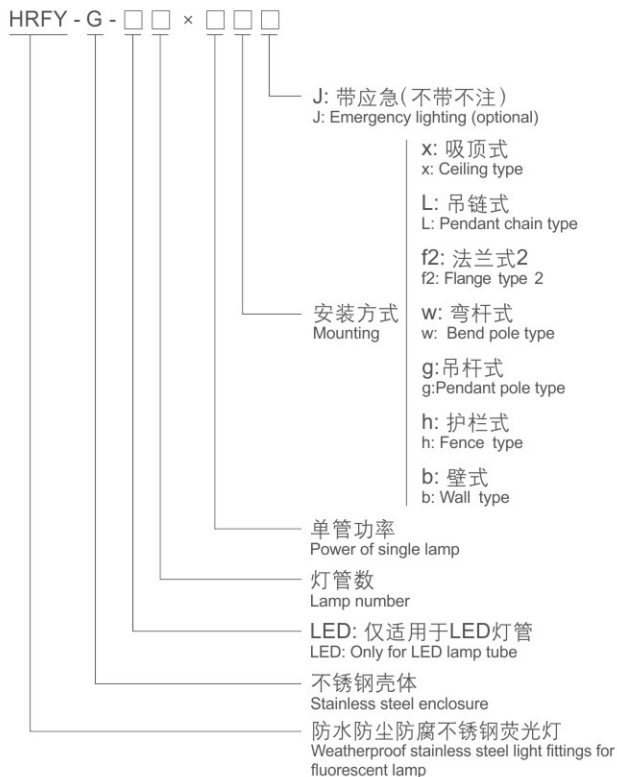 HRFY - G - □ □ × □ □ □
J: 带应急(不带不注)
J: Emergency lighting (optional)
x: 吸顶式
x: Ceiling type
L: 吊链式
L: Pendant chain type
f2: 法兰式2
f2: Flange type 2
安装方式
Mounting
w: 弯杆式
w: Bend pole type
g:吊杆式
g:Pendant pole type
h: 护栏式
h: Fence type
b: 壁式
b: Wall type
单管功率
Power of single lamp
灯管数
Lamp number
LED: 仅适用于LED灯管
LED: Only for LED lamp tube
不锈钢壳体
Stainless steel enclosure
防水防尘防腐不锈钢荧光灯
Weatherproof stainless steel light fittings for
fluorescent lamp